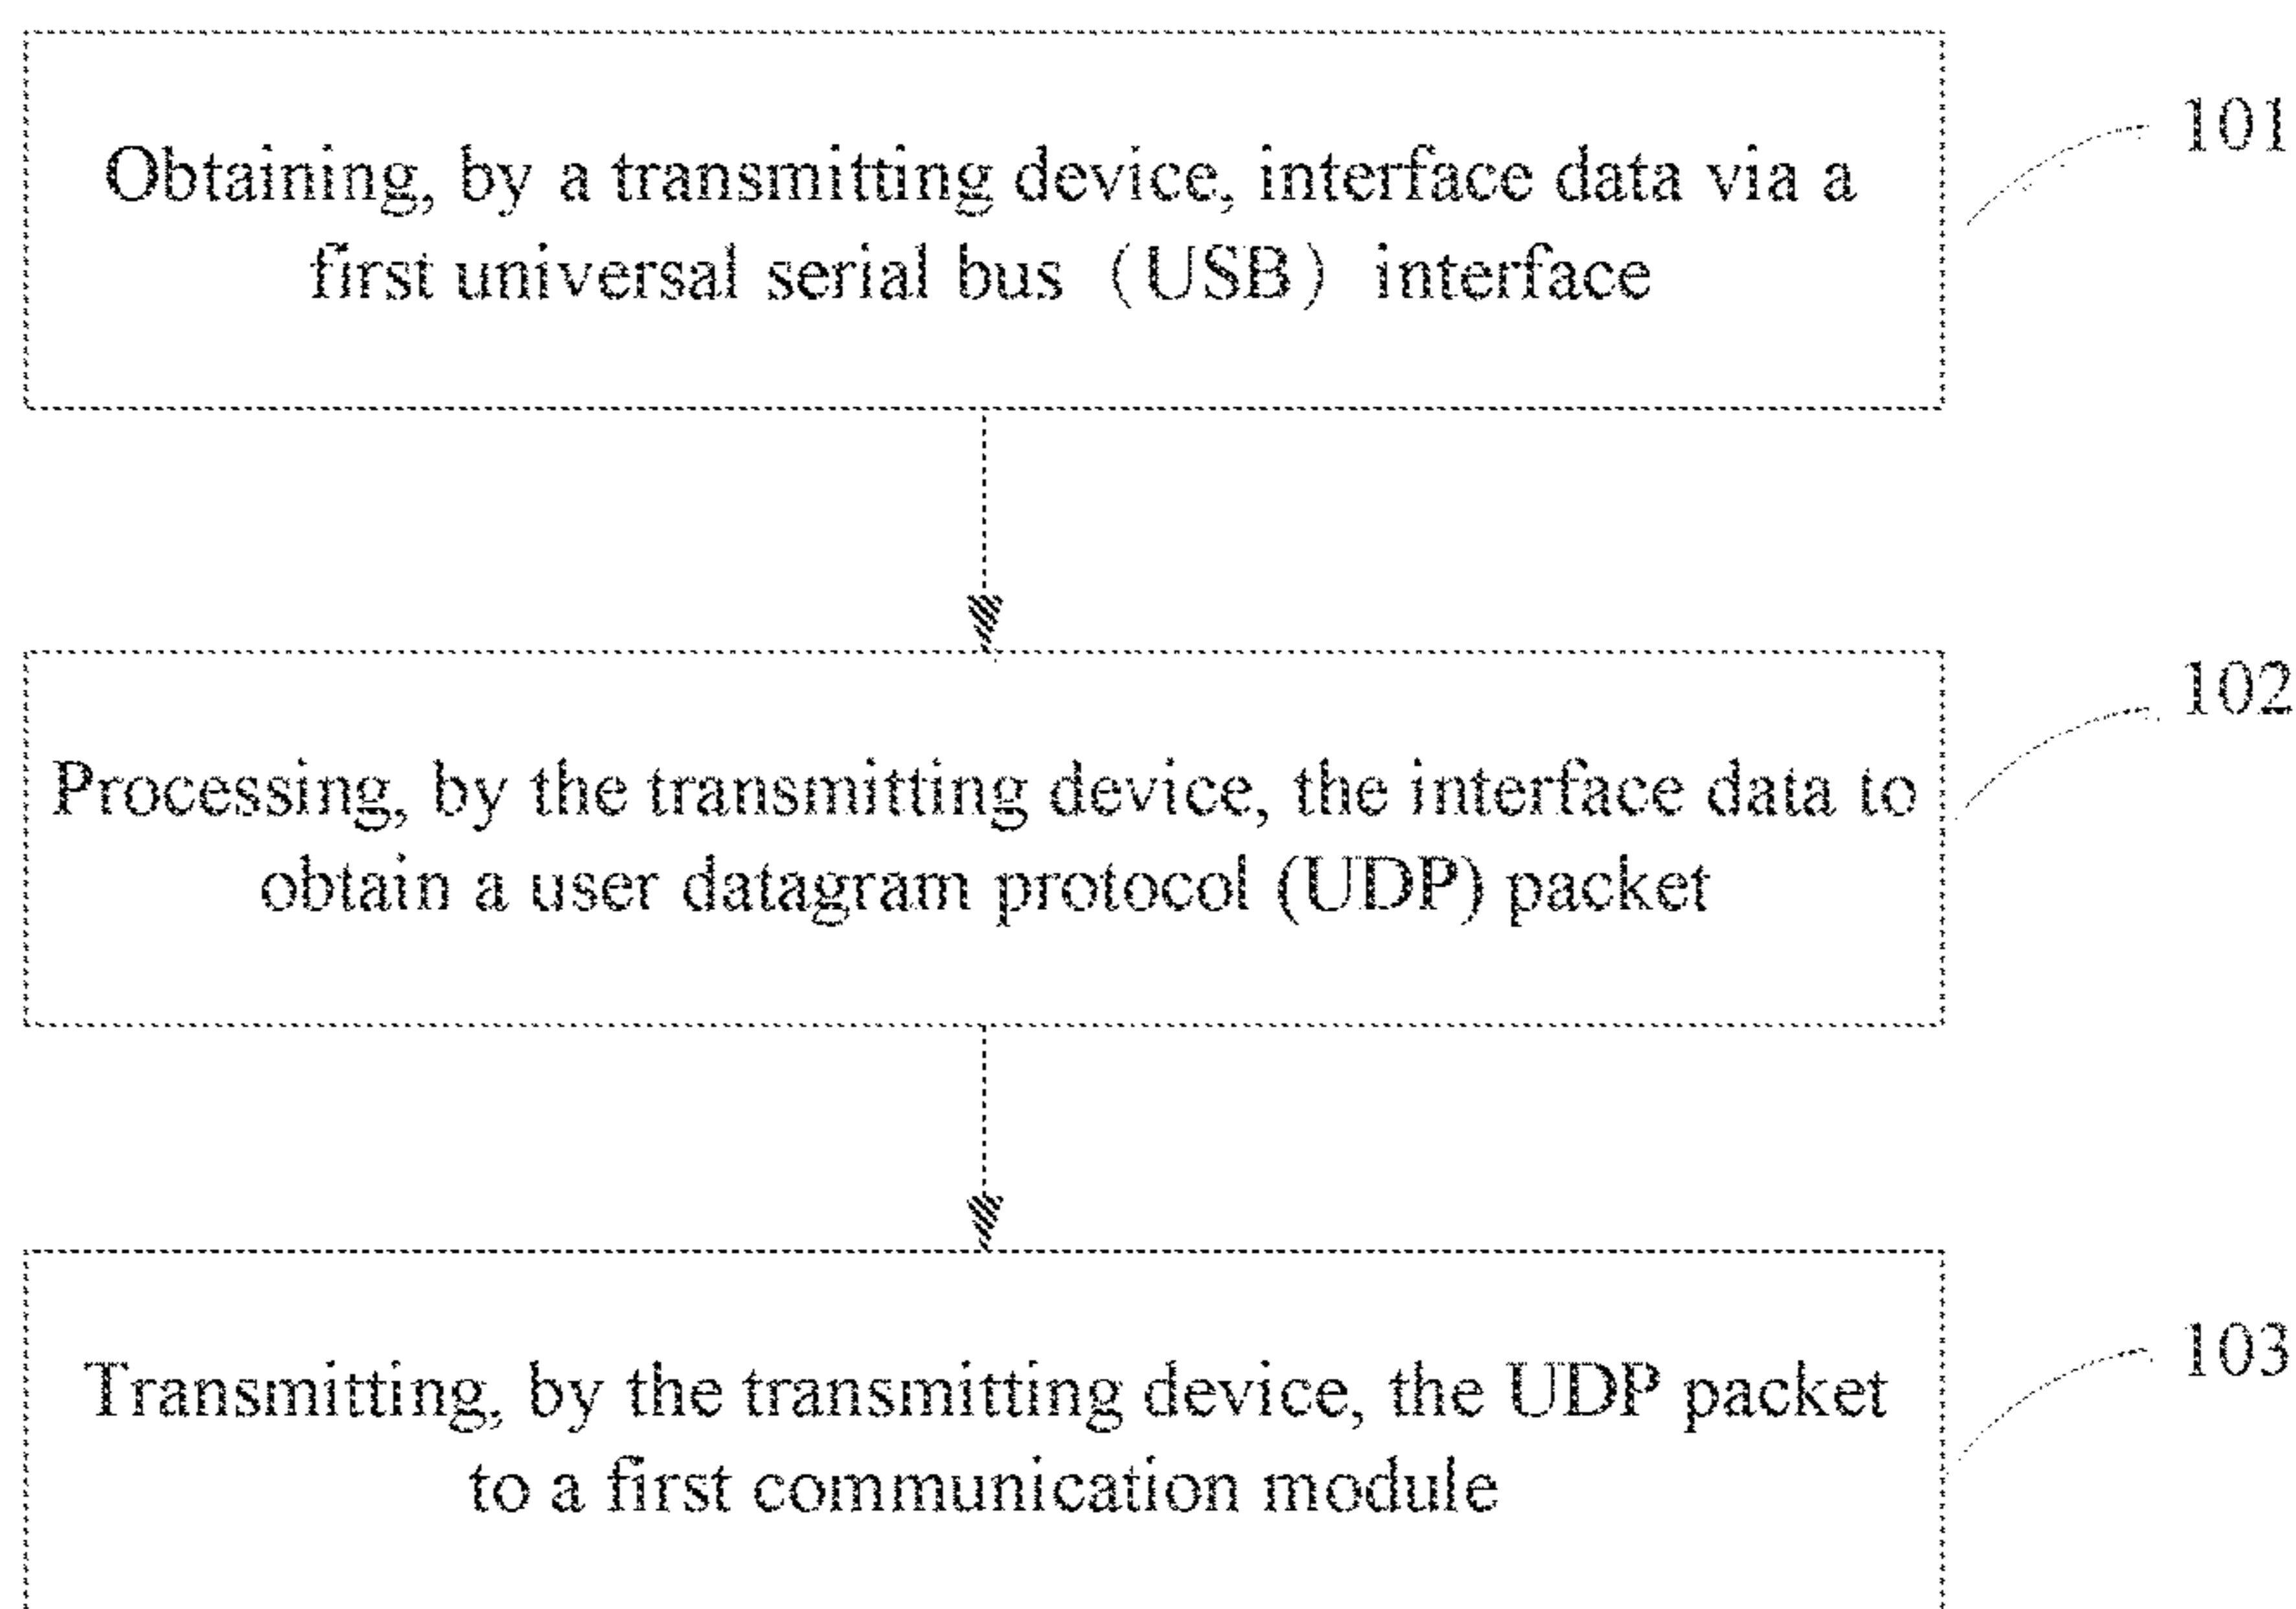 Obtaining, by a transmitting device, interface data via a
first universal serial bus (USB) interface
101
Processing, by the transmitting device, the interface data to
obtain a user datagram protocol (UDP) packet
102
Transmitting, by the transmitting device, the UDP packet
to a first communication module
103